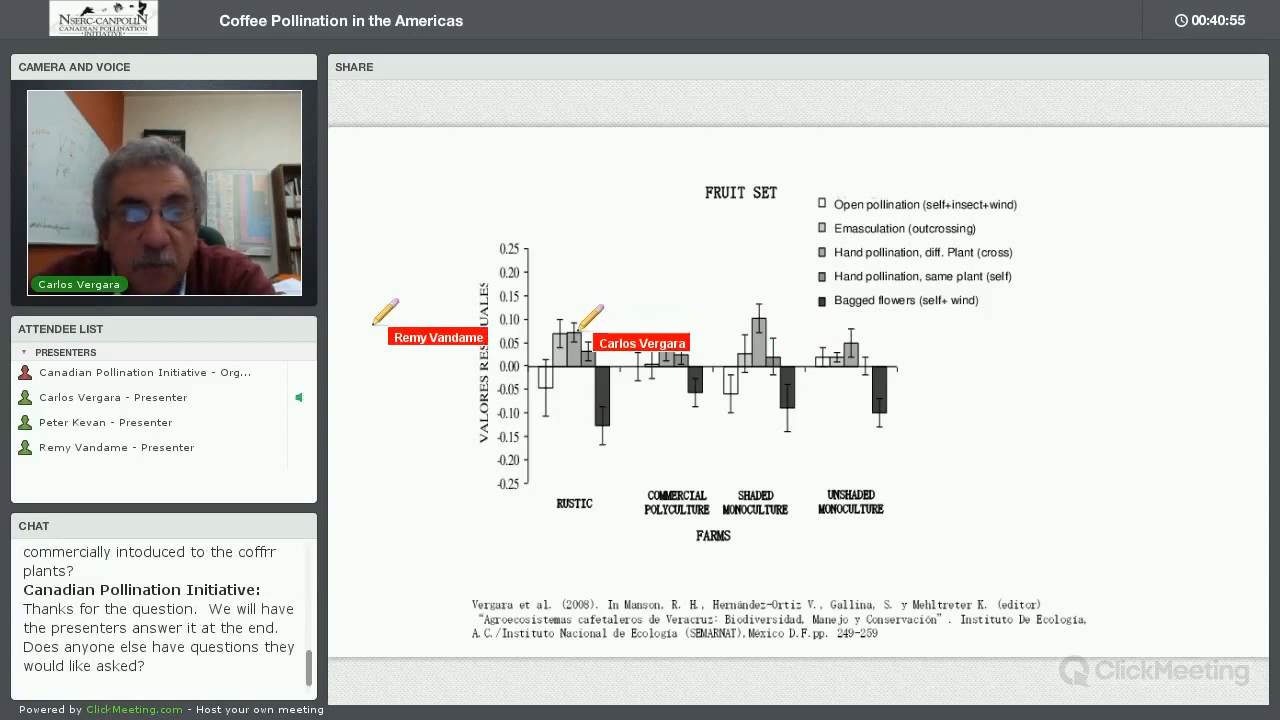 NSERC-CANPOLIN
CANADIAN POLLINATION
INITIATIVE
Coffee Pollination in the Americas
00:40:55
CAMERA AND VOICE
Carlos Vergara
ATTENDEE LIST
PRESENTERS
Canadian Pollination Initiative - Org...
Carlos Vergara - Presenter
Peter Kevan - Presenter
Remy Vandame - Presenter
CHAT
commercially intoduced to the coffrr
plants?
Canadian Pollination Initiative:
Thanks for the question. We will have
the presenters answer it at the end.
Does anyone else have questions they
would like asked?
Powered by ClickMeeting.com - Host your own meeting
SHARE
FRUIT SET
Open pollination (self+insect+wind)
Emasculation (outcrossing)
Hand pollination, diff. Plant (cross)
Hand pollination, same plant (self)
Bagged flowers (self+ wind)
VALORES RESIDUALES
0.25
0.20
0.15
0.10
0.05
0.00
-0.05
-0.10
-0.15
-0.20
-0.25
Remy Vandame
Carlos Vergara
RUSTIC
COMMERCIAL
POLYCULTURE
SHADED
MONOCULTURE
UNSHADED
MONOCULTURE
FARMS
Vergara et al. (2008). In Manson, R. H., Hernández-Ortiz V., Gallina, S. y Mehltreter K. (editor)
"Agroecosistemas cafetaleros de Veracruz: Biodiversidad, Manejo y Conservación". Instituto De Ecología,
A.C./Instituto Nacional de Ecología (SEMARNAT), México D.F. pp. 249-259
ClickMeeting